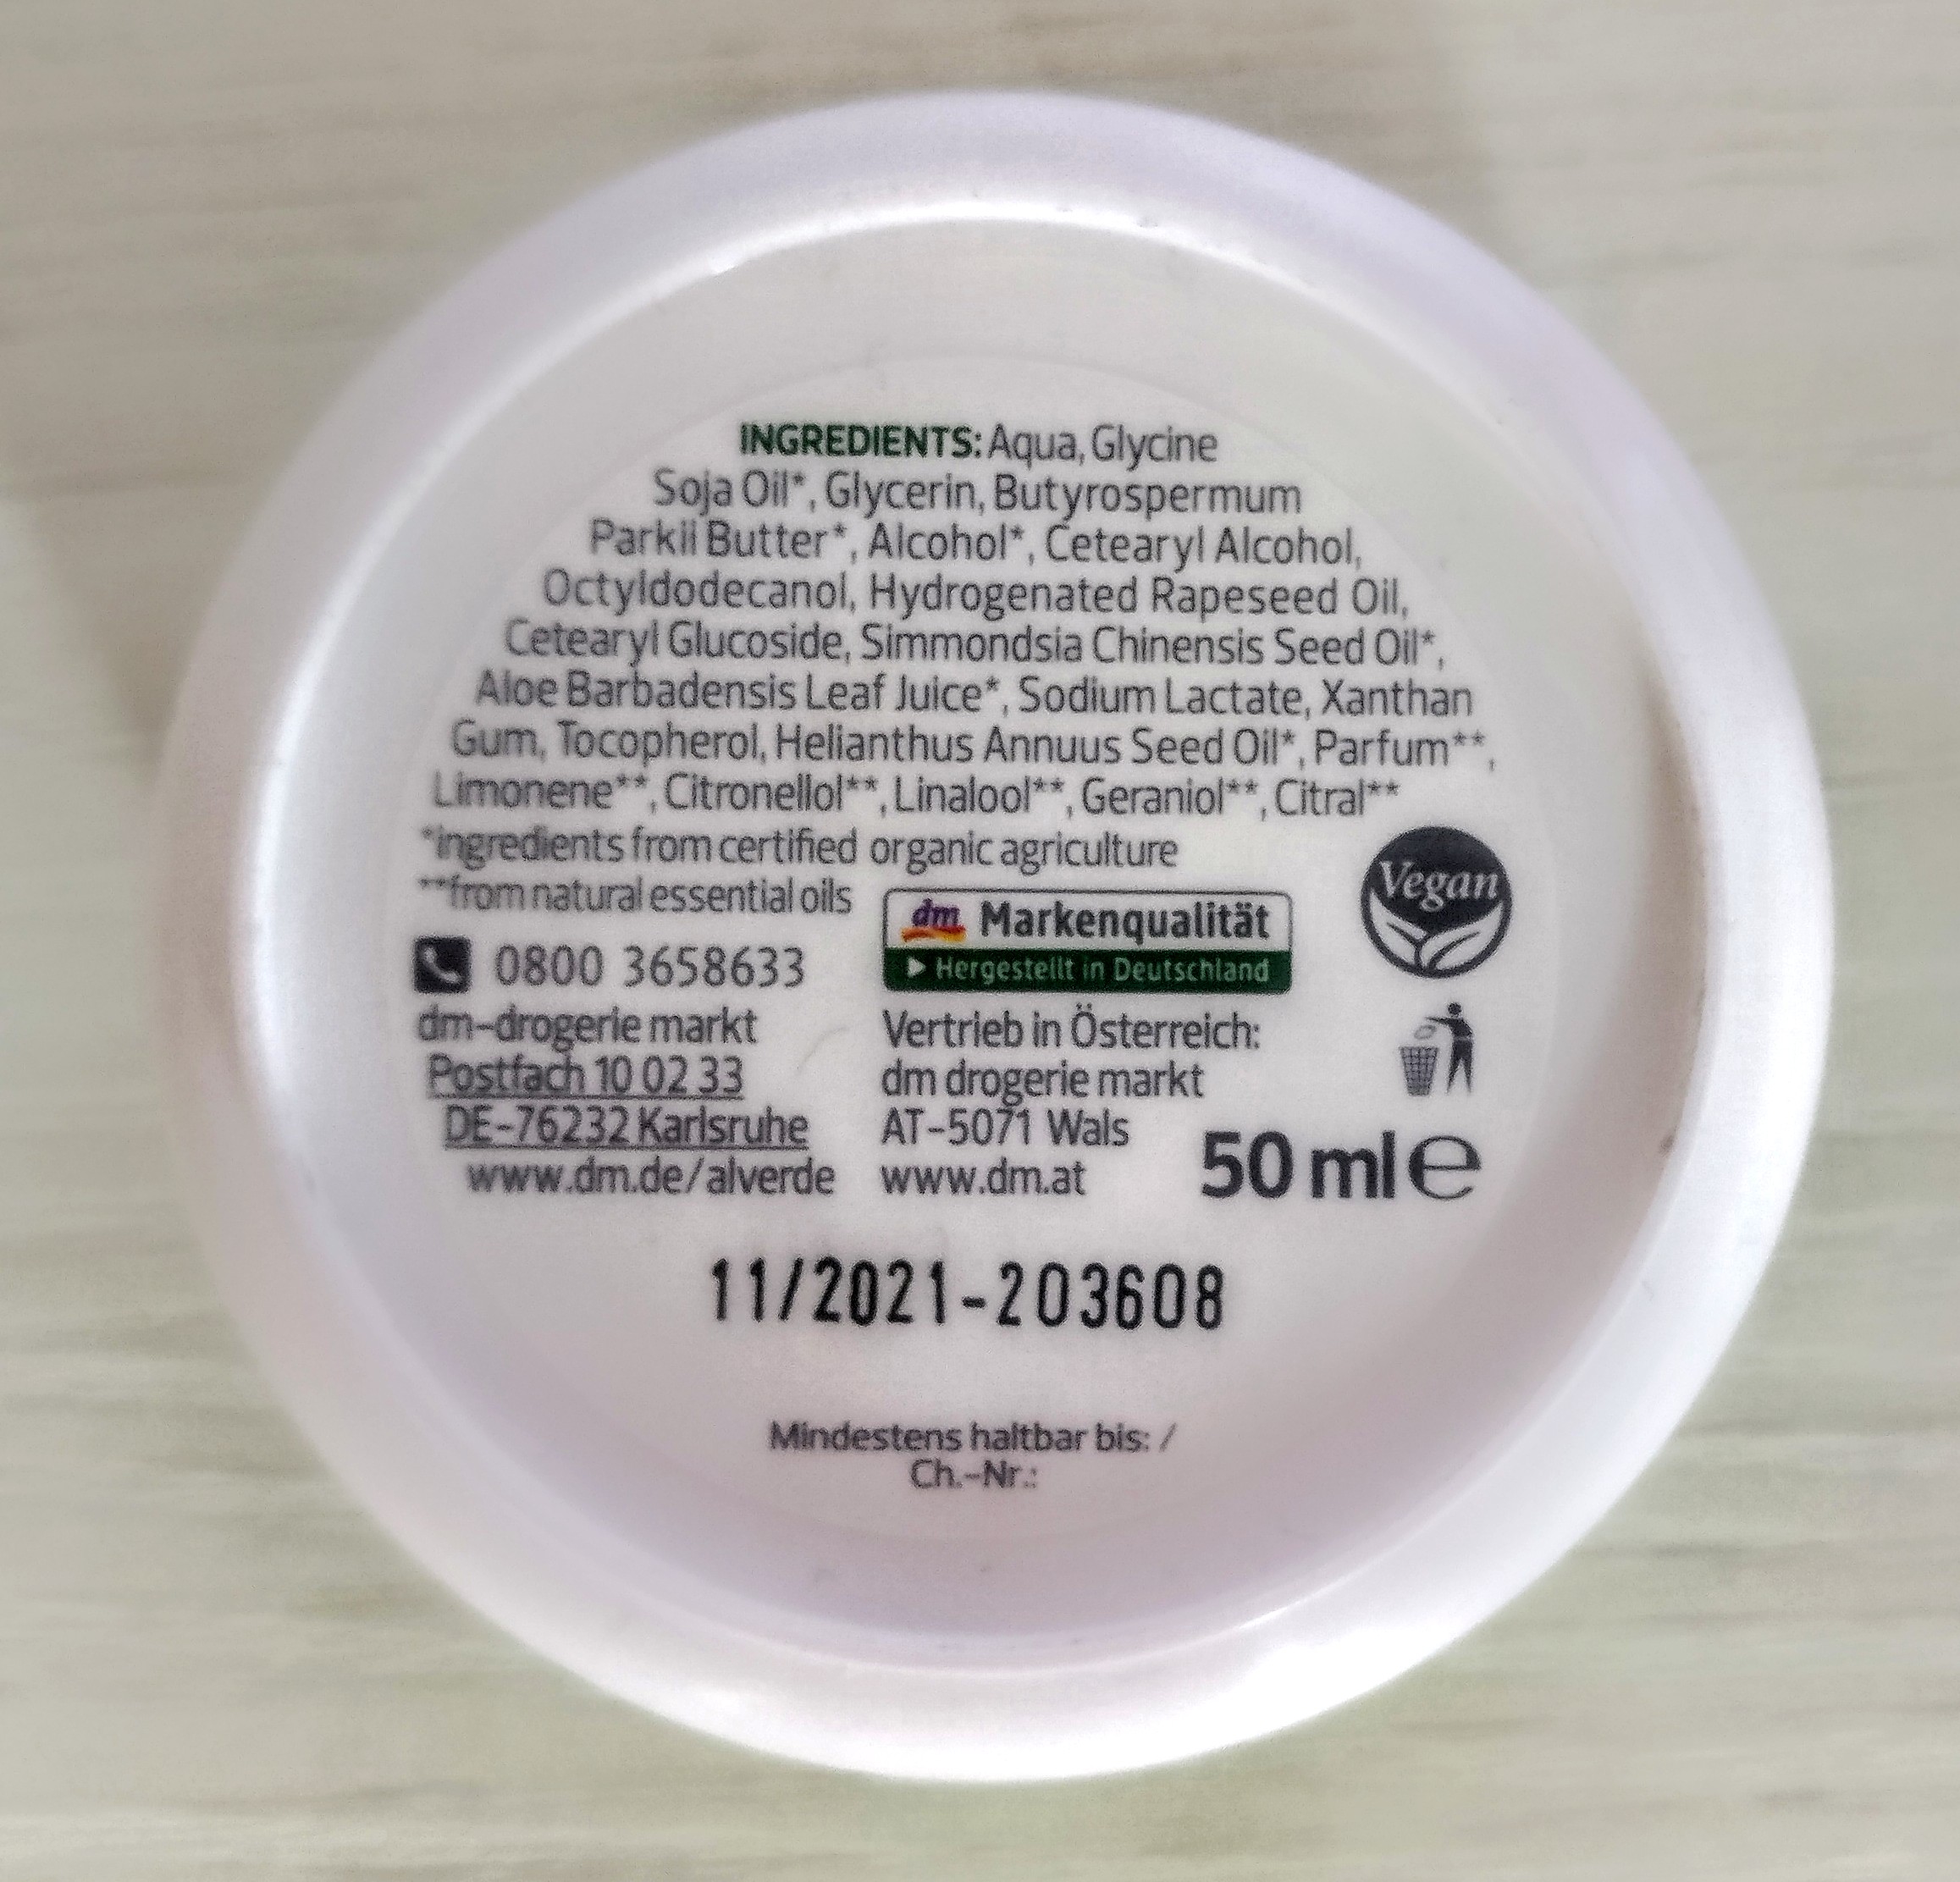 INGREDIENTS: Aqua, Glycine
Soja Oil*, Glycerin, Butyrospermum
Parkii Butter*, Alcohol*, Cetearyl Alcohol,
Octyldodecanol, Hydrogenated Rapeseed Oil,
Cetearyl Glucoside, Simmondsia Chinensis Seed Oil*,
Aloe Barbadensis Leaf Juice*, Sodium Lactate, Xanthan
Gum, Tocopherol, Helianthus Annuus Seed Oil*, Parfum**,
Limonene**, Citronellol**, Linalool**, Geraniol**, Citral**
*ingredients from certified organic agriculture
**from natural essential oils
Vegan
dm Markenqualität
Hergestellt in Deutschland
0800 3658633
dm-drogerie markt
Postfach 10 02 33
DE-76232 Karlsruhe
www.dm.de/alverde
Vertrieb in Österreich:
dm drogerie markt
AT-5071 Wals
www.dm.at
50 ml e
11/2021-203608
Mindestens haltbar bis: /
Ch.-Nr.: